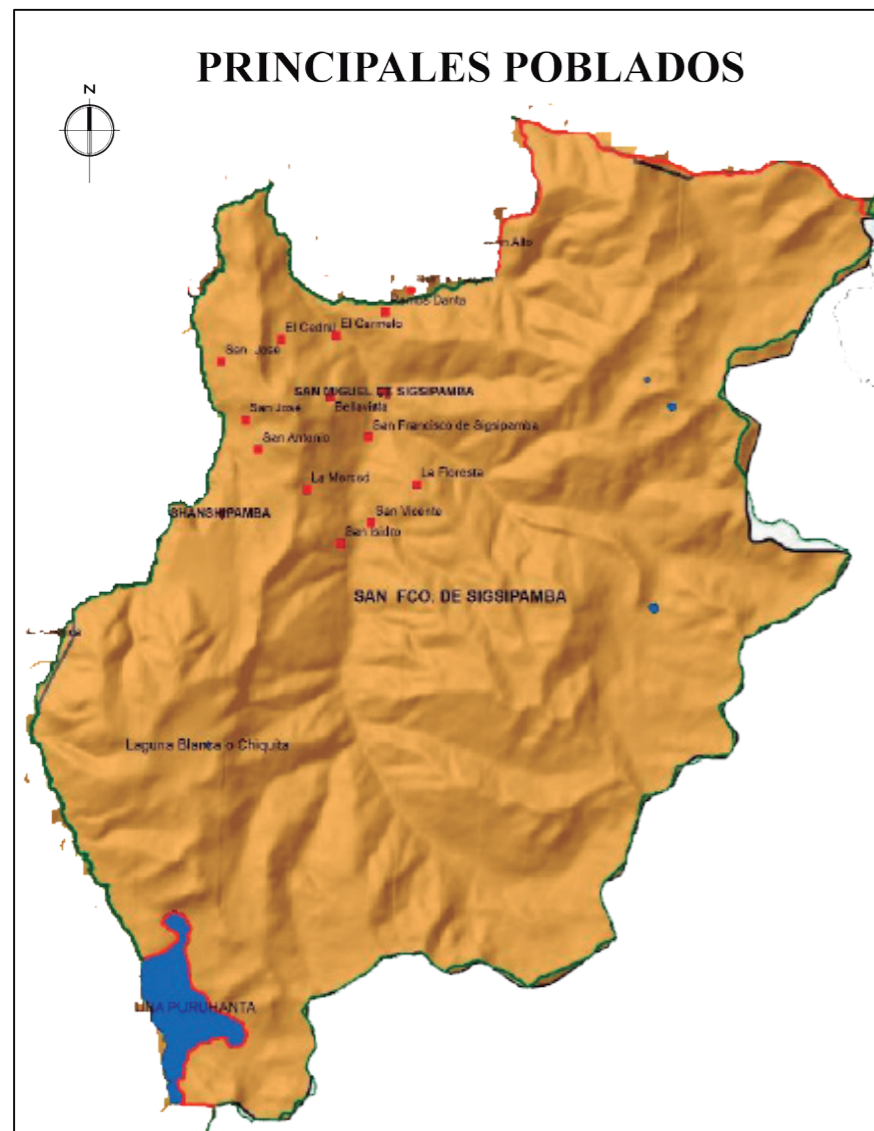 PRINCIPALES POBLADOS
N
Ramos Danta
El Cedral
El Carmelo
San José
SAN MIGUEL DE SIGSIPAMBA
Bellavista
San José
San Francisco de Sigsipamba
San Antonio
La Merced
La Floresta
SHANSHIPAMBA
San Vicente
San Isidro
SAN FCO. DE SIGSIPAMBA
Laguna Blanca o Chiquita
UNA PURUHANTA